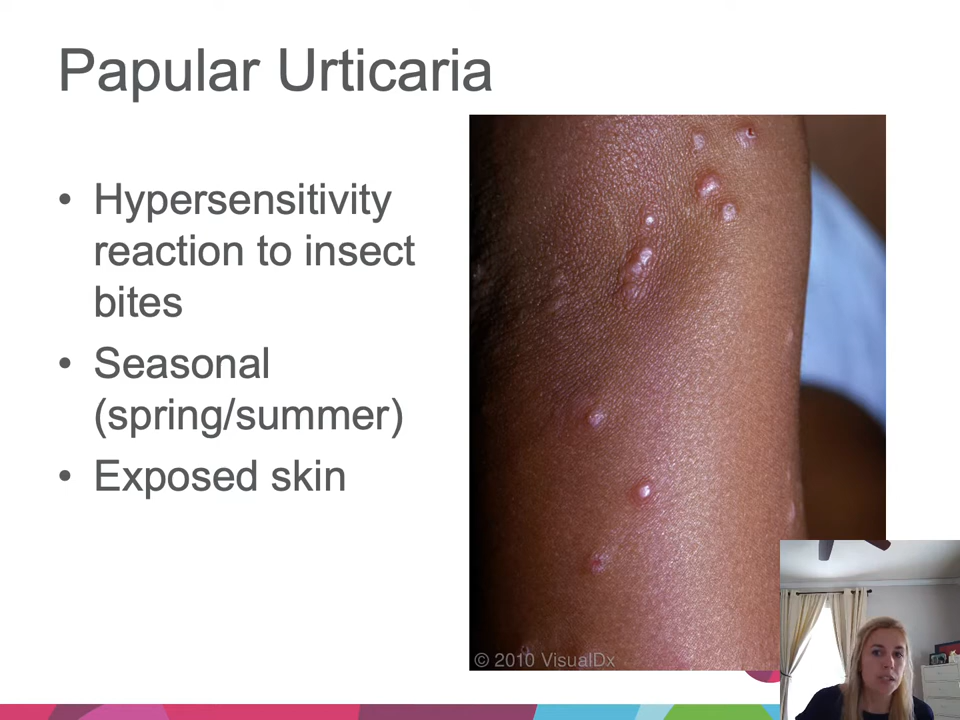 Papular Urticaria
• Hypersensitivity
reaction to insect
bites
• Seasonal
(spring/summer)
• Exposed skin
© 2010 VisualDx